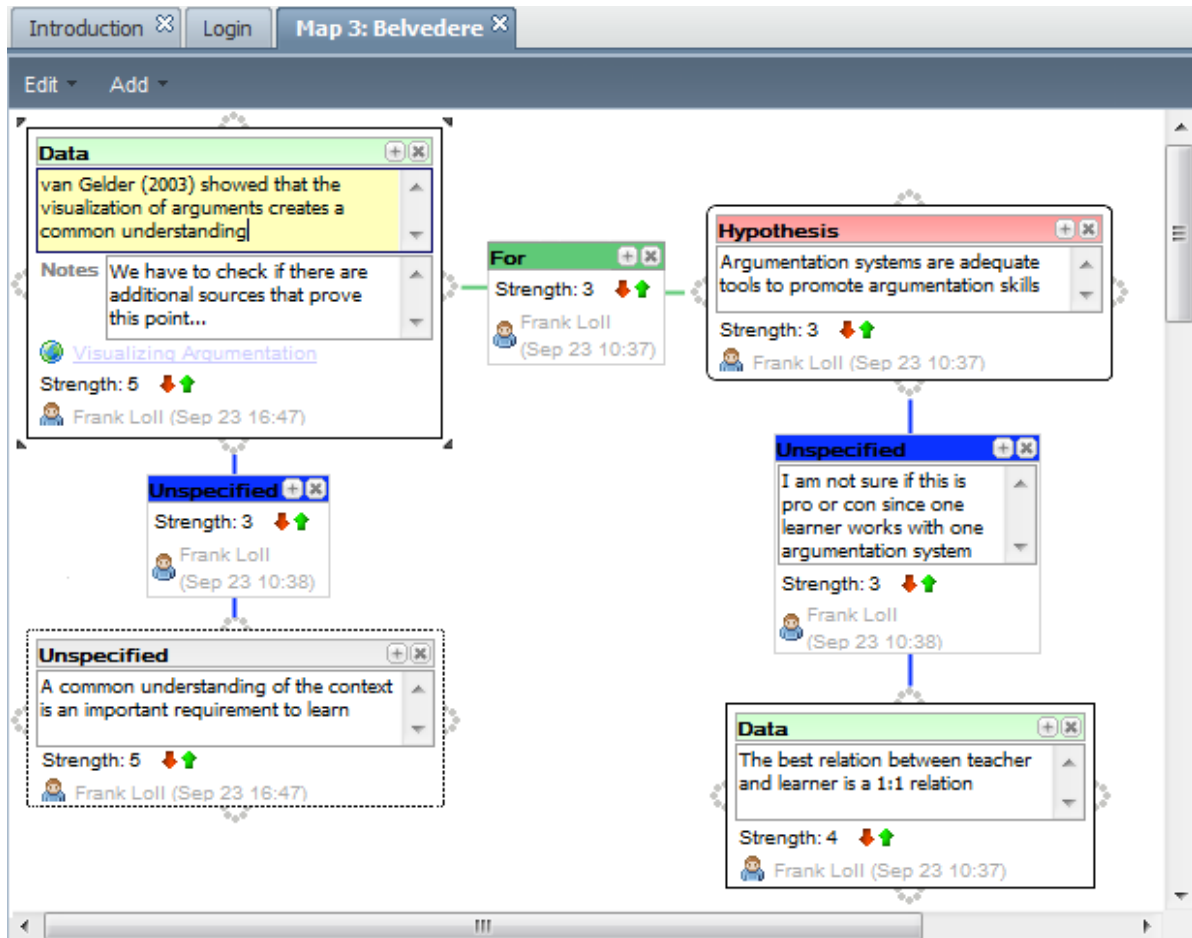 Introduction
Login
Map 3: Belvedere
Edit
Add
Data
van Gelder (2003) showed that the
visualization of arguments creates a
common understanding
Notes
We have to check if there are
additional sources that prove
this point...
Visualizing Argumentation
Strength: 5
Frank Loll (Sep 23 16:47)
For
Strength: 3
Frank Loll
(Sep 23 10:37)
Hypothesis
Argumentation systems are adequate
tools to promote argumentation skills
Strength: 3
Frank Loll (Sep 23 10:37)
Unspecified
Strength: 3
Frank Loll
(Sep 23 10:38)
Unspecified
I am not sure if this is
pro or con since one
learner works with one
argumentation system
Strength: 3
Frank Loll
(Sep 23 10:38)
Unspecified
A common understanding of the context
is an important requirement to learn
Strength: 5
Frank Loll (Sep 23 16:47)
Data
The best relation between teacher
and learner is a 1:1 relation
Strength: 4
Frank Loll (Sep 23 10:37)